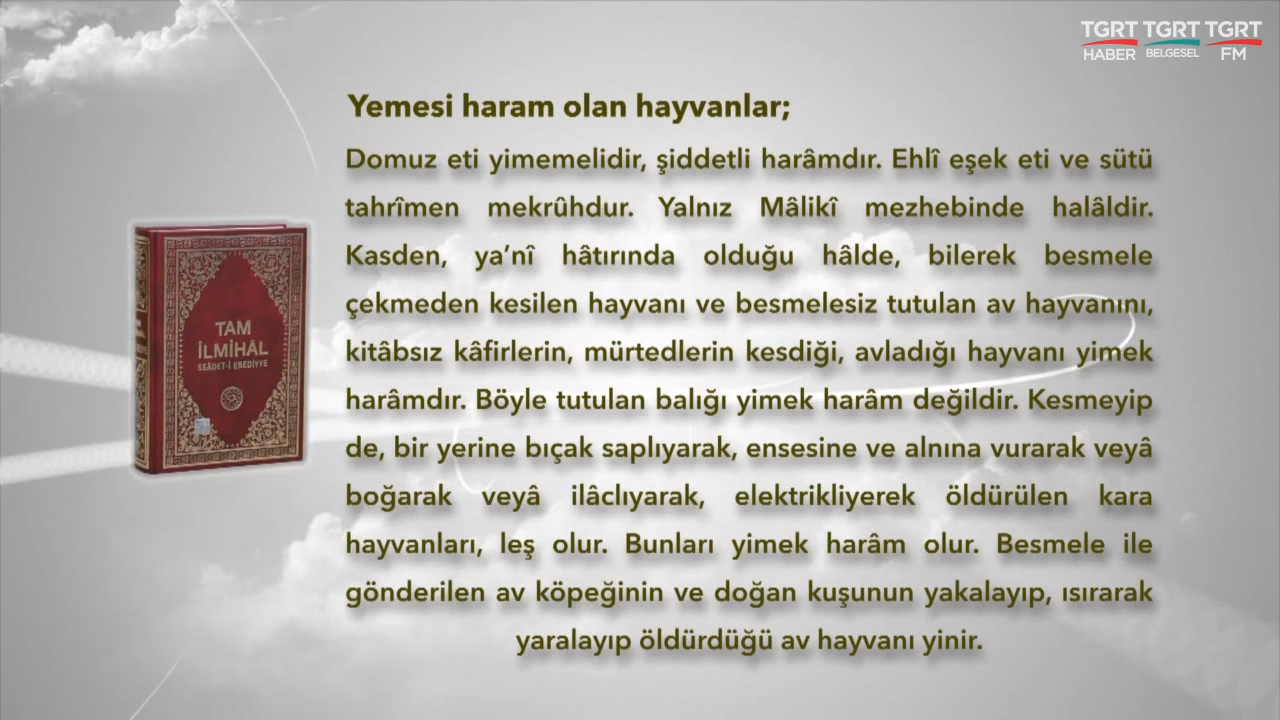 TGRT TGRT TGRT
HABER BELGESEL FM
Yemesi haram olan hayvanlar;
Domuz eti yimemelidir, şiddetli harâmdır. Ehlî eşek eti ve sütü
tahrîmen mekrûhdur. Yalnız Mâlikî mezhebinde halâldir.
Kasden, ya’nî hâtırında olduğu hâlde, bilerek besmele
çekmeden kesilen hayvanı ve besmelesiz tutulan av hayvanını,
kitâbsız kâfirlerin, mürtedlerin kesdiği, avladığı hayvanı yimek
harâmdır. Böyle tutulan balığı yimek harâm değildir. Kesmeyip
de, bir yerine bıçak saplıyarak, ensesine ve alnına vurarak veyâ
boğarak veyâ ilâclıyarak, elektrikliyerek öldürülen kara
hayvanları, leş olur. Bunları yimek harâm olur. Besmele ile
gönderilen av köpeğinin ve doğan kuşunun yakalayıp, ısırarak
yaralayıp öldürdüğü av hayvanı yinir.
TAM
İLMİHÂL
SEÂDET-İ EBEDİYYE